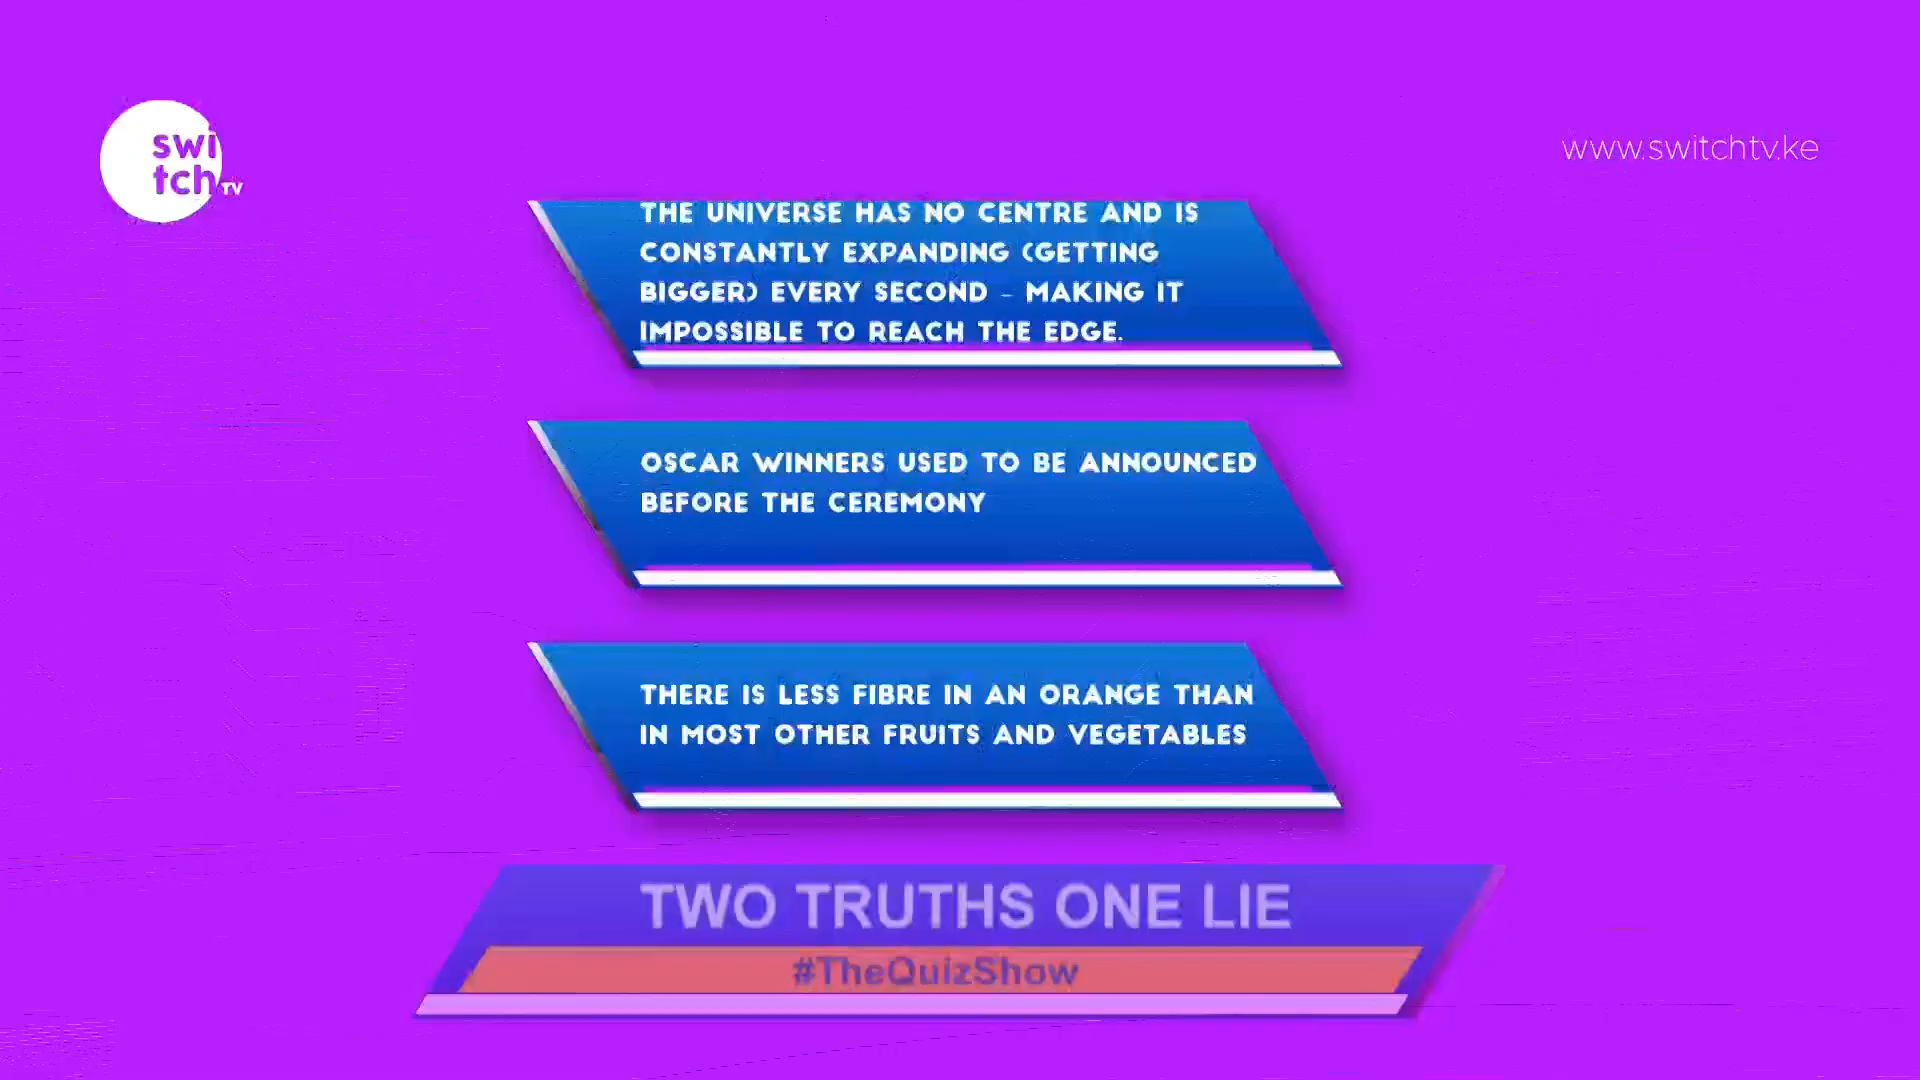 swi
tch TV
www.switchtv.ke
THE UNIVERSE HAS NO CENTRE AND IS
CONSTANTLY EXPANDING (GETTING
BIGGER) EVERY SECOND – MAKING IT
IMPOSSIBLE TO REACH THE EDGE.
OSCAR WINNERS USED TO BE ANNOUNCED
BEFORE THE CEREMONY
THERE IS LESS FIBRE IN AN ORANGE THAN
IN MOST OTHER FRUITS AND VEGETABLES
TWO TRUTHS ONE LIE
#TheQuizShow